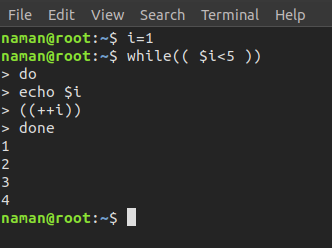 File Edit View Search Terminal Help
naman@root:~$ i=1
naman@root:~$ while(( $i<5 ))
> do
> echo $i
> ((++i))
> done
1
2
3
4
naman@root:~$